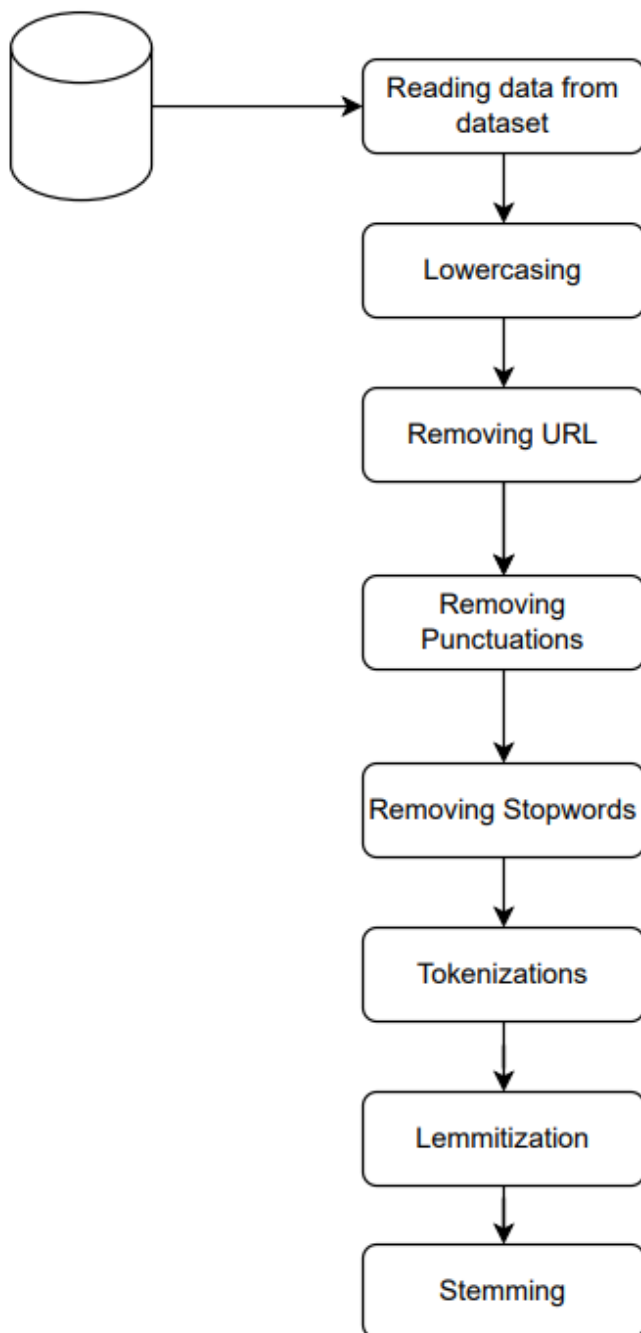 Reading data from
dataset
Lowercasing
Removing URL
Removing
Punctuations
Removing Stopwords
Tokenizations
Lemmitization
Stemming